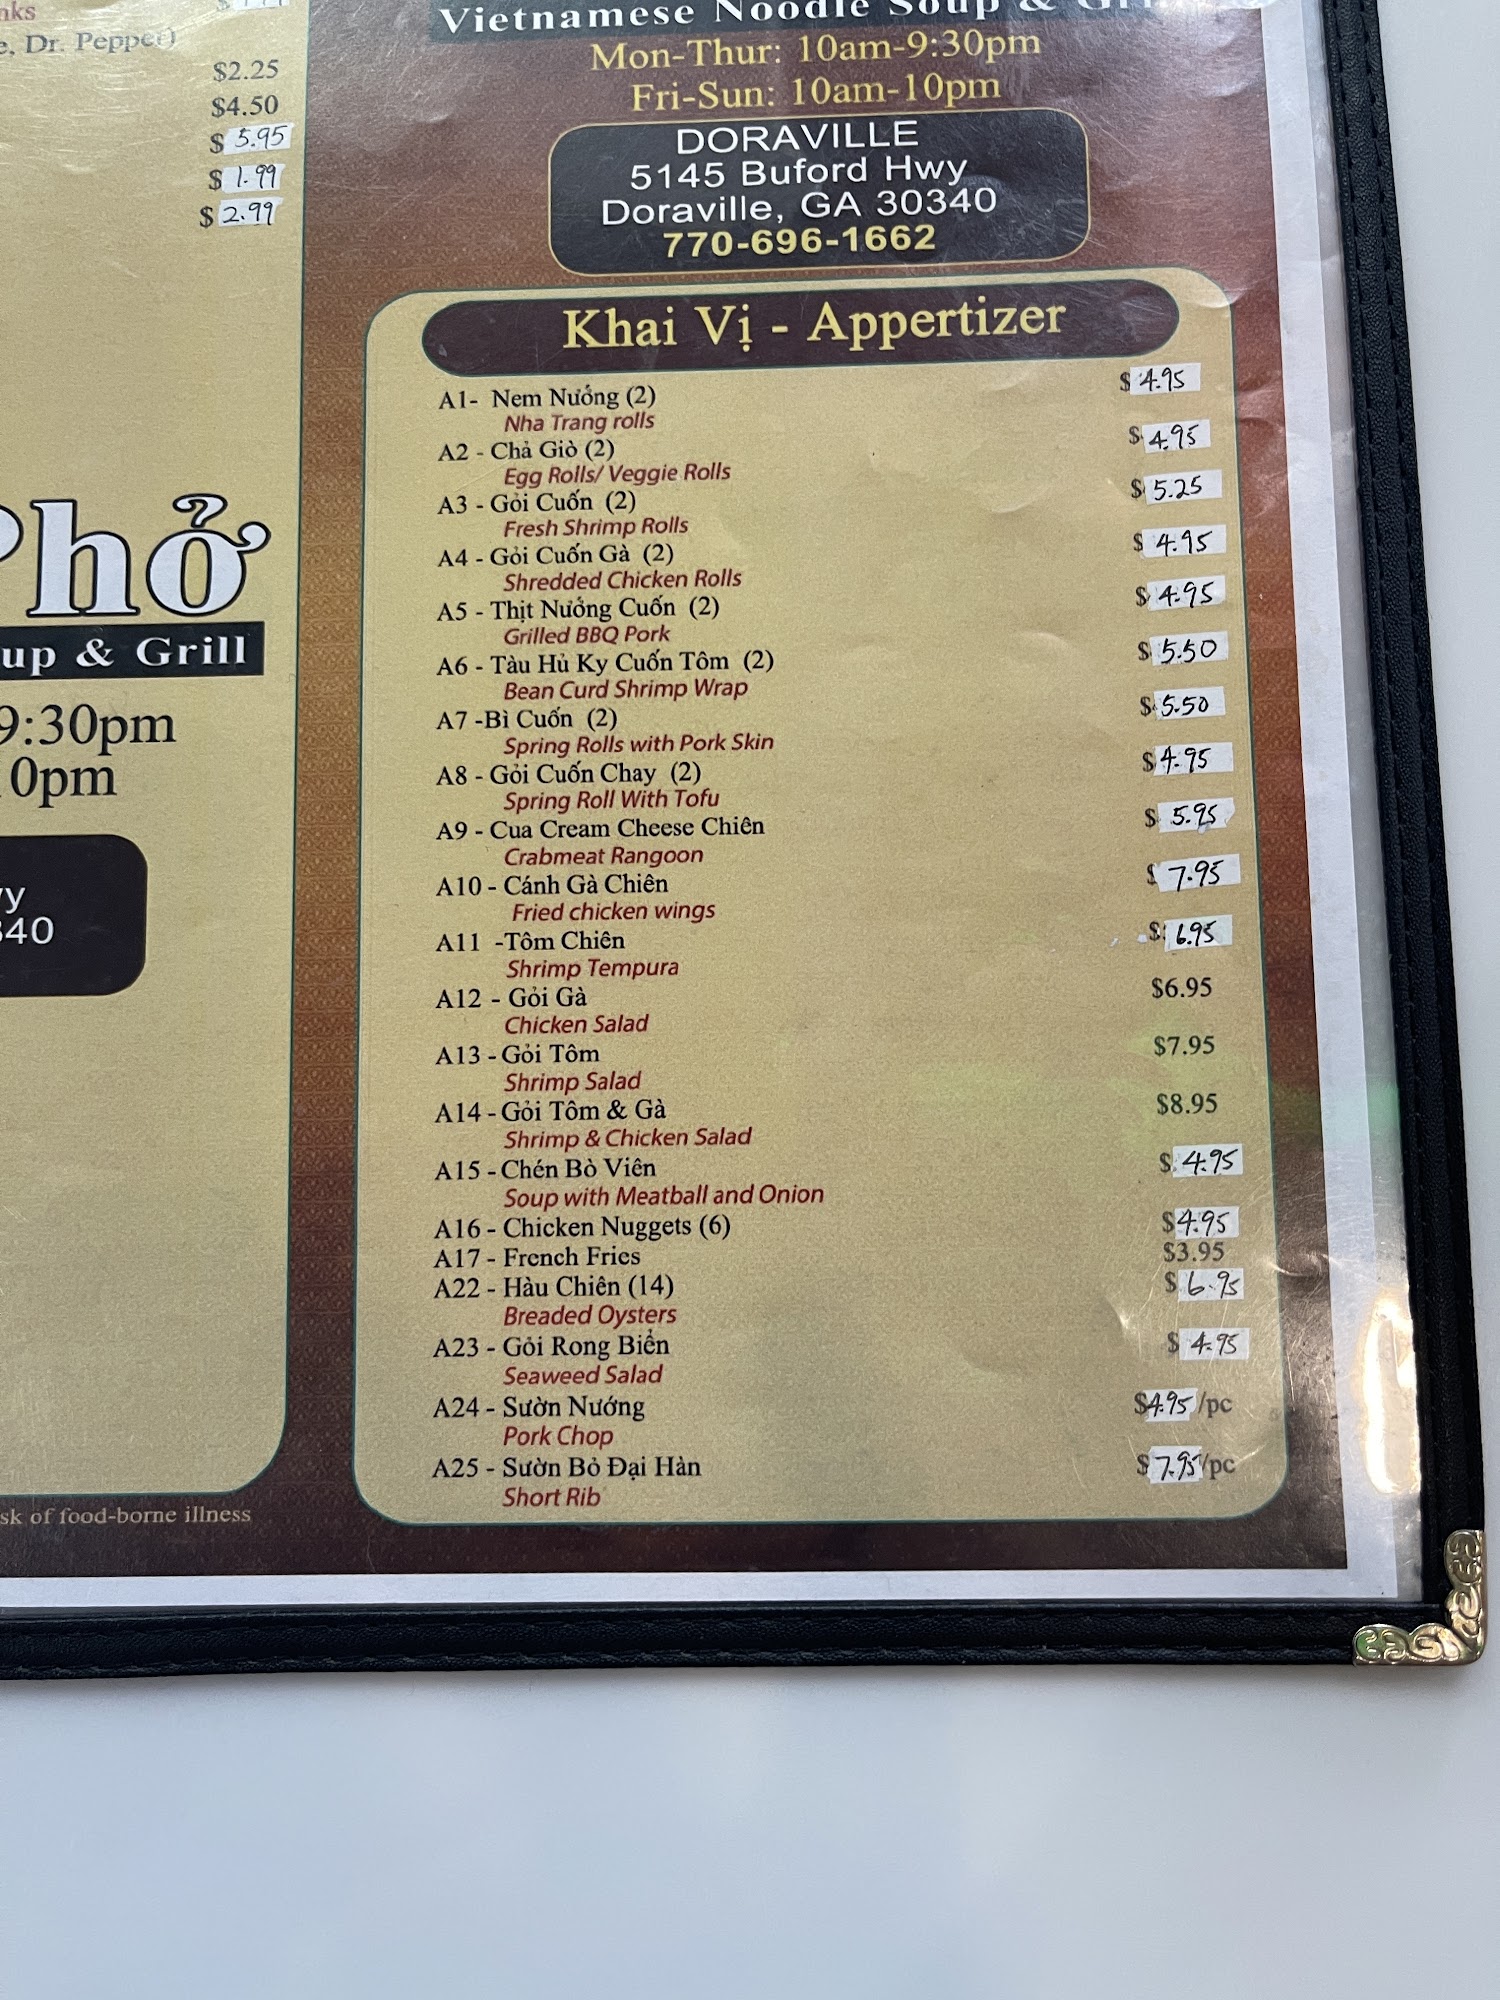 e, Dr. Pepper)
$2.25
$4.50
$ 5.95
$ 1.99
$ 2.99
Phở
up & Grill
9:30pm
0pm
340
sk of food-borne illness
Vietnamese Noodle Soup &
Mon-Thur: 10am-9:30pm
Fri-Sun: 10am-10pm
DORAVILLE
5145 Buford Hwy
Doraville, GA 30340
770-696-1662
Khai Vị - Appertizer
A1- Nem Nướng (2) $ 4.95
Nha Trang rolls
A2 - Chả Giò (2) $ 4.95
Egg Rolls/ Veggie Rolls
A3 - Gỏi Cuốn (2) $ 5.25
Fresh Shrimp Rolls
A4 - Gỏi Cuốn Gà (2) $ 4.95
Shredded Chicken Rolls
A5 - Thịt Nướng Cuốn (2) $ 4.95
Grilled BBQ Pork
A6 - Tàu Hủ Ky Cuốn Tôm (2) $ 5.50
Bean Curd Shrimp Wrap
A7 -Bì Cuốn (2) $ 5.50
Spring Rolls with Pork Skin
A8 - Gỏi Cuốn Chay (2) $ 4.95
Spring Roll With Tofu
A9 - Cua Cream Cheese Chiên $ 5.95
Crabmeat Rangoon
A10 - Cánh Gà Chiên $ 7.95
Fried chicken wings
A11 -Tôm Chiên $ 6.95
Shrimp Tempura
A12 - Gỏi Gà $6.95
Chicken Salad
A13 - Gỏi Tôm $7.95
Shrimp Salad
A14 - Gỏi Tôm & Gà $8.95
Shrimp & Chicken Salad
A15 - Chén Bò Viên $ 4.95
Soup with Meatball and Onion
A16 - Chicken Nuggets (6) $4.95
A17 - French Fries $3.95
A22 - Hàu Chiên (14) $ 6.95
Breaded Oysters
A23 - Gỏi Rong Biển $ 4.95
Seaweed Salad
A24 - Sườn Nướng $4.95 /pc
Pork Chop
A25 - Sườn Bỏ Đại Hàn $ 7.95/pc
Short Rib